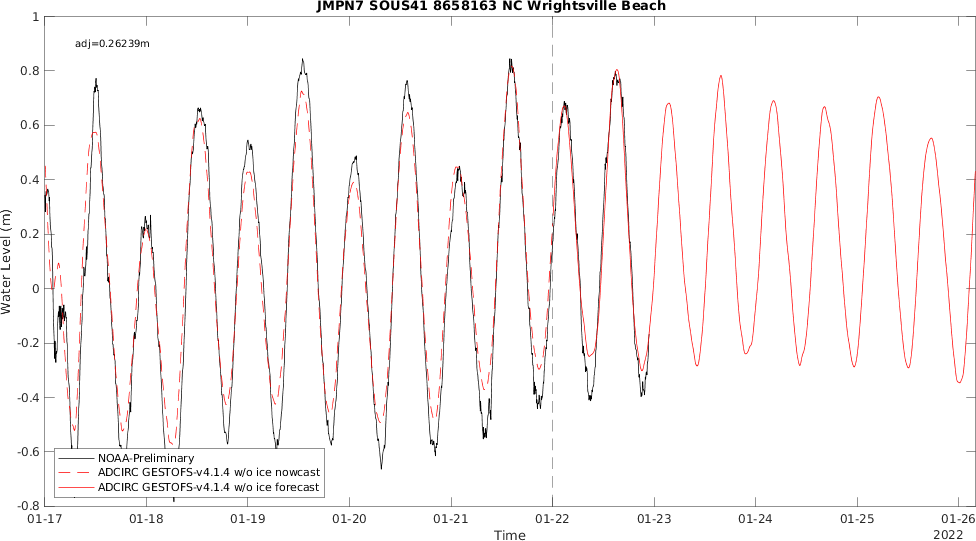 JMPN7 SOUS41 8658163 NC Wrightsville Beach
adj=0.26239m
1
0.8
0.6
0.4
0.2
0
-0.2
-0.4
-0.6
-0.8
Water Level (m)
NOAA-Preliminary
ADCIRC GESTOFS-v4.1.4 w/o ice nowcast
ADCIRC GESTOFS-v4.1.4 w/o ice forecast
01-17 01-18 01-19 01-20 01-21 01-22 01-23 01-24 01-25 01-26
Time
2022